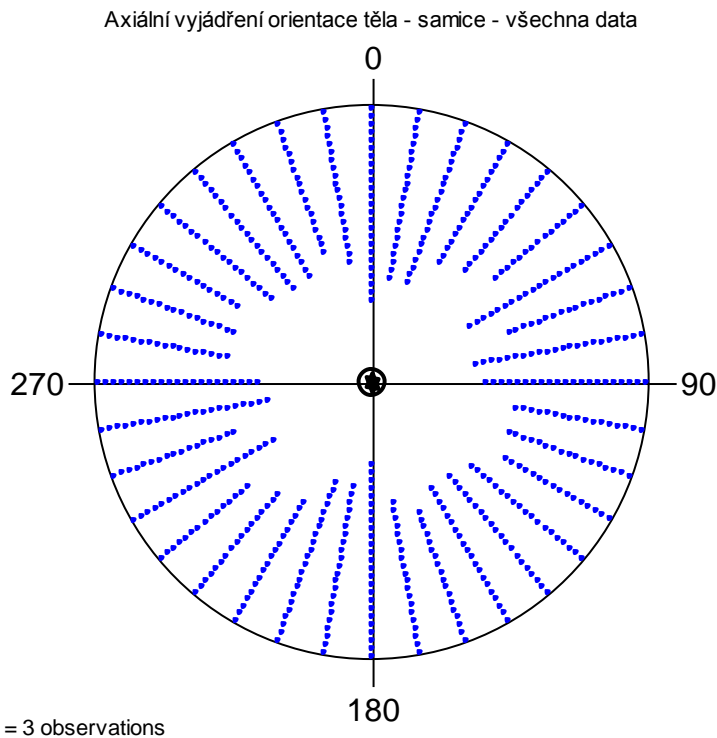 Axiální vyjádření orientace těla - samice - všechna data
0
270
90
180
= 3 observations